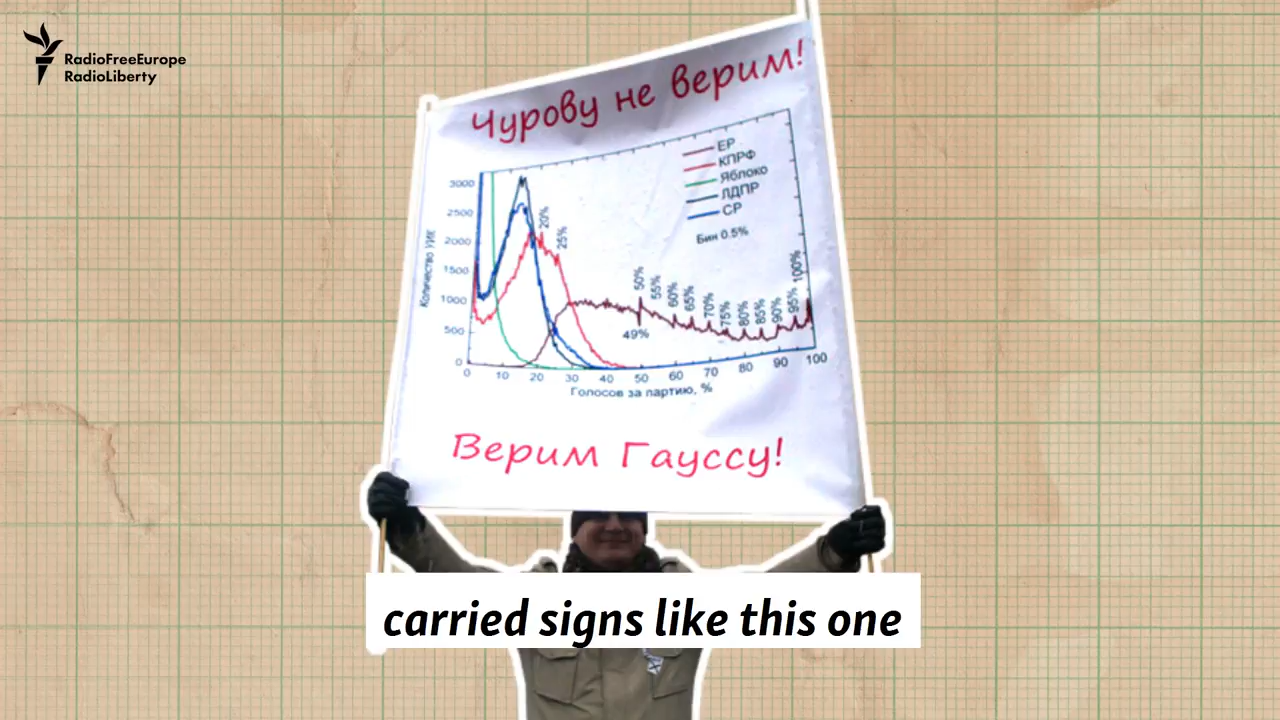 RadioFreeEurope
RadioLiberty
Чурову не верим!
ЕР
КПРФ
Яблоко
ЛДПР
СР
Бин 0.5%
Количество УИК
3000
2500
2000
1500
1000
500
0
20%
25%
49%
50%
55%
60%
65%
70%
75%
80%
85%
90%
95%
100%
0 10 20 30 40 50 60 70 80 90 100
Голосов за партию, %
Верим Гауссу!
carried signs like this one